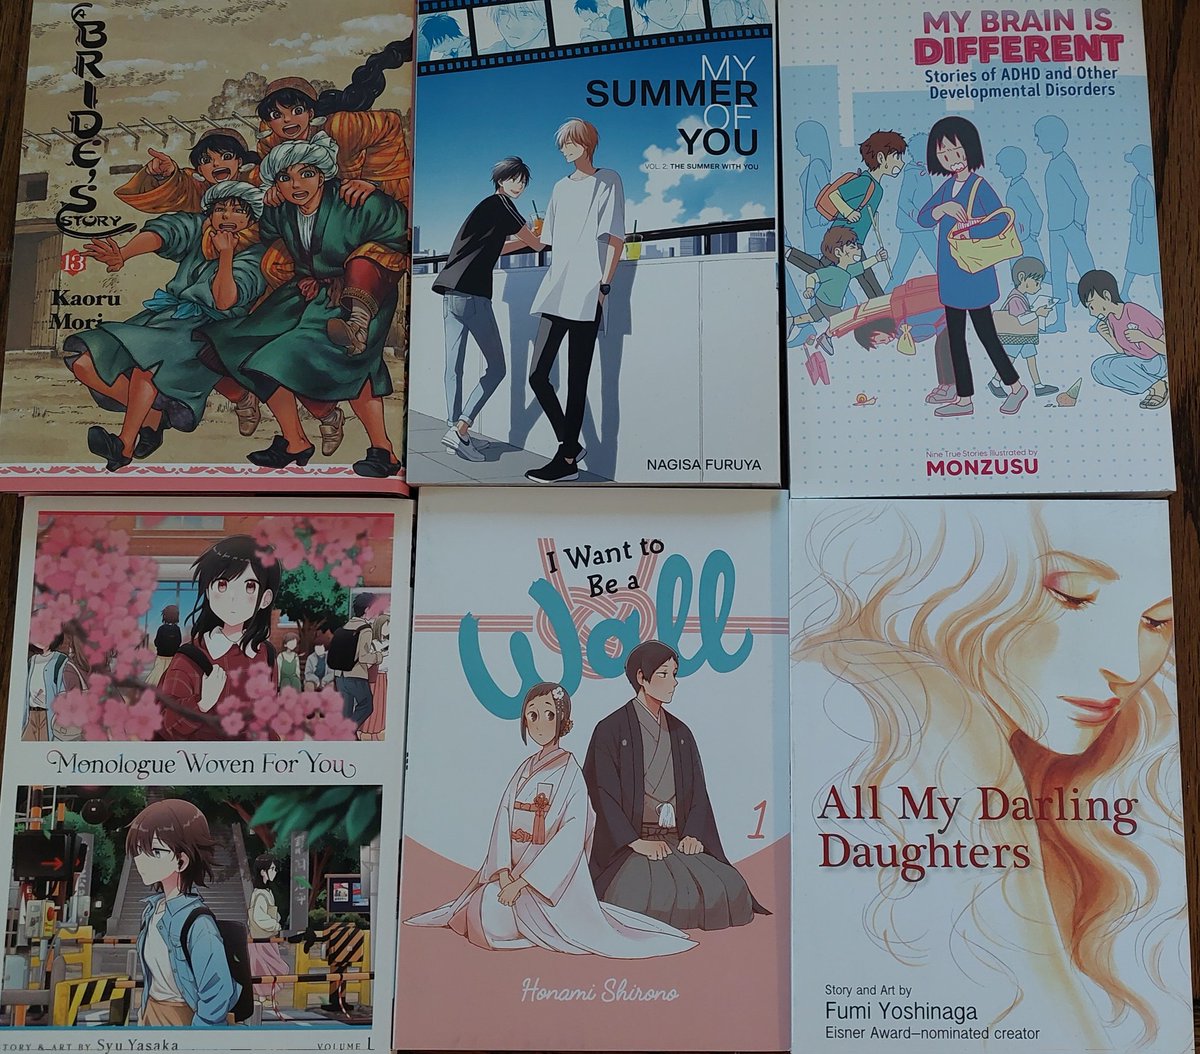 A
BRIDE'S
STORY
13
Kaoru
Mori
MY
SUMMER
OF
YOU
VOL. 2: THE SUMMER WITH YOU
NAGISA FURUYA
MY BRAIN IS
DIFFERENT
Stories of ADHD and Other
Developmental Disorders
Nine True Stories Illustrated by
MONZUSU
Monologue Woven For You
STORY & ART BY Syu Yasaka
VOLUME 1
I Want to
Be a
Wall
1
Honami Shirono
All My Darling
Daughters
Story and Art by
Fumi Yoshinaga
Eisner Award–nominated creator